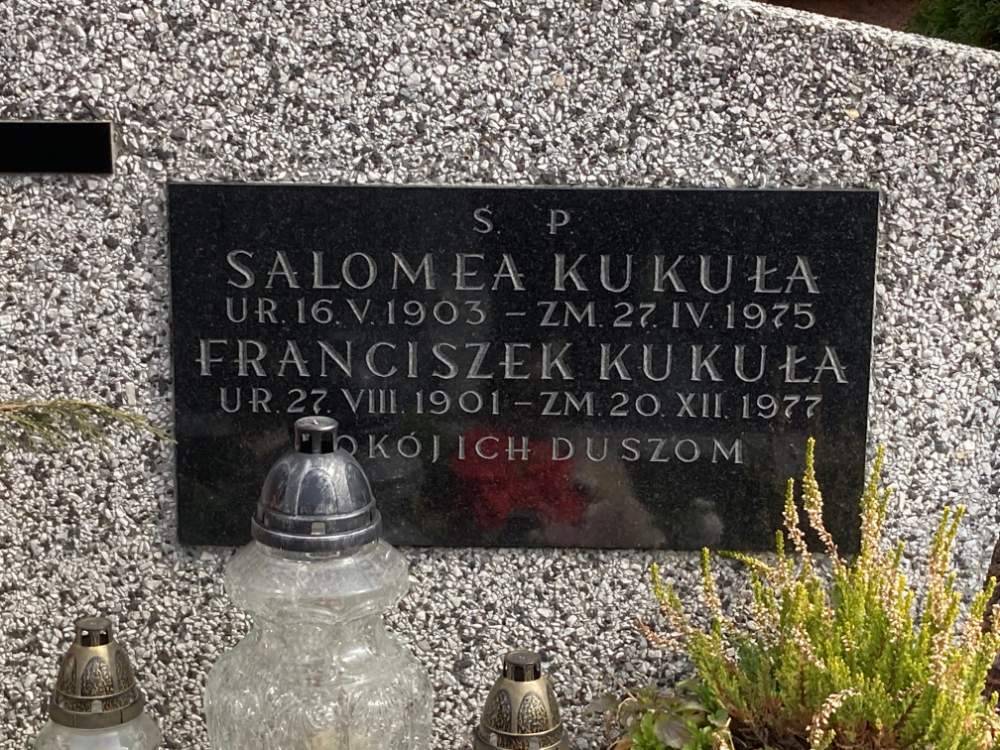 Ś. P
SALOMEA KUKUŁA
UR. 16. V. 1903 – ZM. 27. IV. 1975
FRANCISZEK KUKUŁA
UR. 27. VIII. 1901 – ZM. 20. XII. 1977
POKÓJ ICH DUSZOM